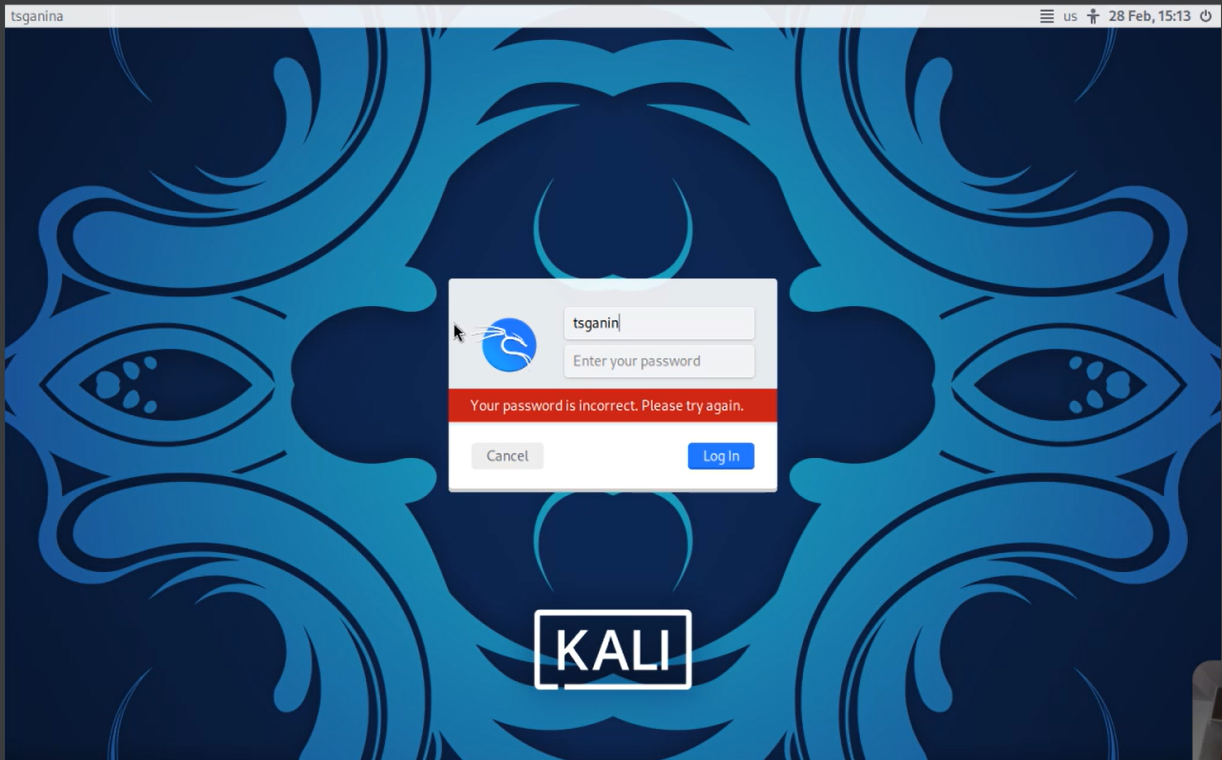 tsganina
us 28 Feb, 15:13
tsganin
Enter your password
Your password is incorrect. Please try again.
Cancel Log In
KALI